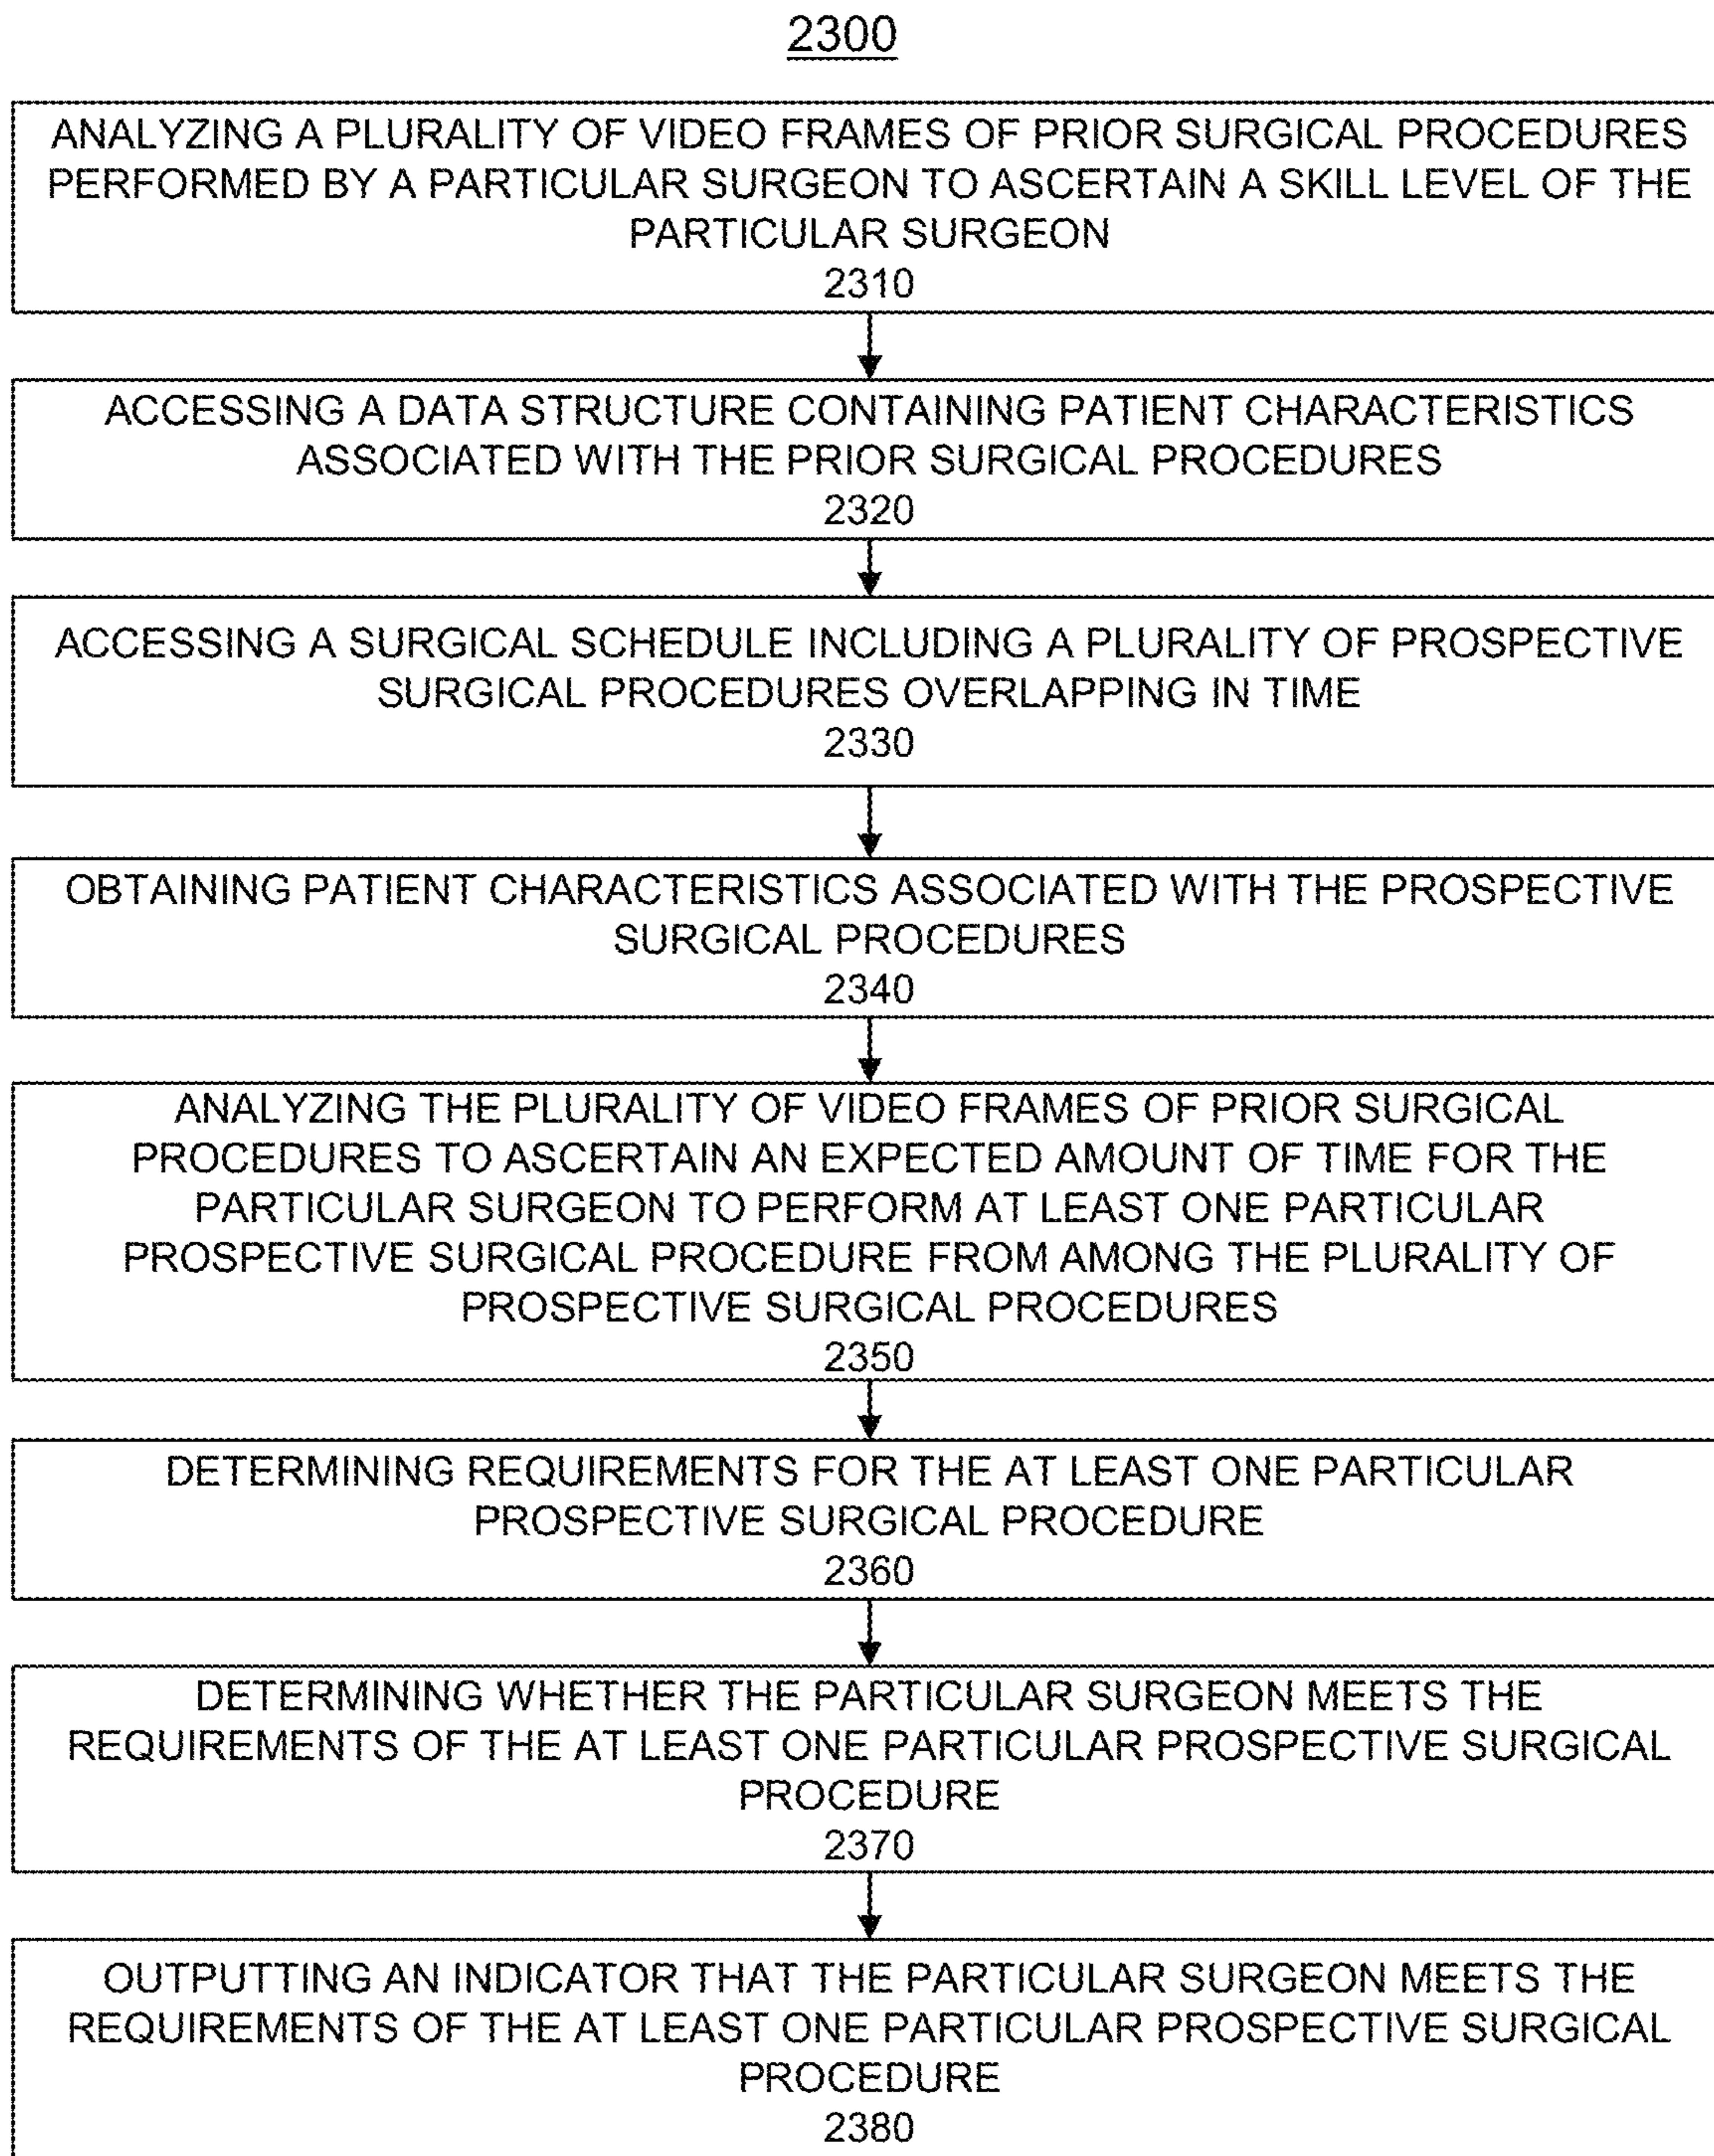 2300
ANALYZING A PLURALITY OF VIDEO FRAMES OF PRIOR SURGICAL PROCEDURES
PERFORMED BY A PARTICULAR SURGEON TO ASCERTAIN A SKILL LEVEL OF THE
PARTICULAR SURGEON
2310
ACCESSING A DATA STRUCTURE CONTAINING PATIENT CHARACTERISTICS
ASSOCIATED WITH THE PRIOR SURGICAL PROCEDURES
2320
ACCESSING A SURGICAL SCHEDULE INCLUDING A PLURALITY OF PROSPECTIVE
SURGICAL PROCEDURES OVERLAPPING IN TIME
2330
OBTAINING PATIENT CHARACTERISTICS ASSOCIATED WITH THE PROSPECTIVE
SURGICAL PROCEDURES
2340
ANALYZING THE PLURALITY OF VIDEO FRAMES OF PRIOR SURGICAL
PROCEDURES TO ASCERTAIN AN EXPECTED AMOUNT OF TIME FOR THE
PARTICULAR SURGEON TO PERFORM AT LEAST ONE PARTICULAR
PROSPECTIVE SURGICAL PROCEDURE FROM AMONG THE PLURALITY OF
PROSPECTIVE SURGICAL PROCEDURES
2350
DETERMINING REQUIREMENTS FOR THE AT LEAST ONE PARTICULAR
PROSPECTIVE SURGICAL PROCEDURE
2360
DETERMINING WHETHER THE PARTICULAR SURGEON MEETS THE
REQUIREMENTS OF THE AT LEAST ONE PARTICULAR PROSPECTIVE SURGICAL
PROCEDURE
2370
OUTPUTTING AN INDICATOR THAT THE PARTICULAR SURGEON MEETS THE
REQUIREMENTS OF THE AT LEAST ONE PARTICULAR PROSPECTIVE SURGICAL
PROCEDURE
2380